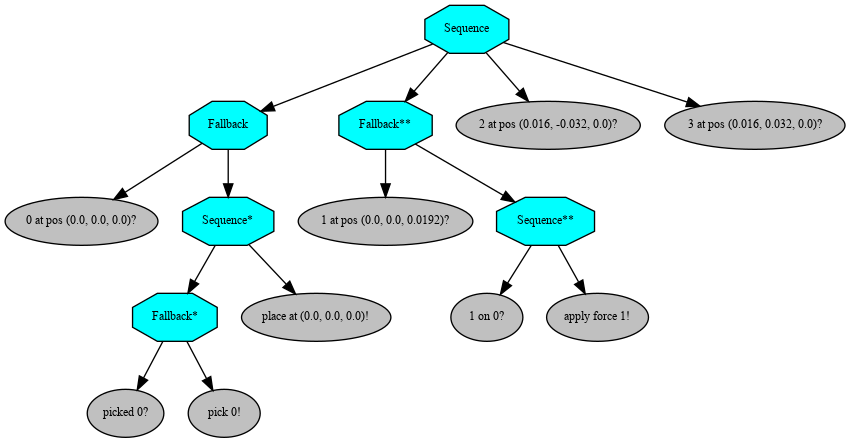 Sequence
Fallback
Fallback**
2 at pos (0.016, -0.032, 0.0)?
3 at pos (0.016, 0.032, 0.0)?
0 at pos (0.0, 0.0, 0.0)?
Sequence*
1 at pos (0.0, 0.0, 0.0192)?
Sequence**
Fallback*
place at (0.0, 0.0, 0.0)!
1 on 0?
apply force 1!
picked 0?
pick 0!